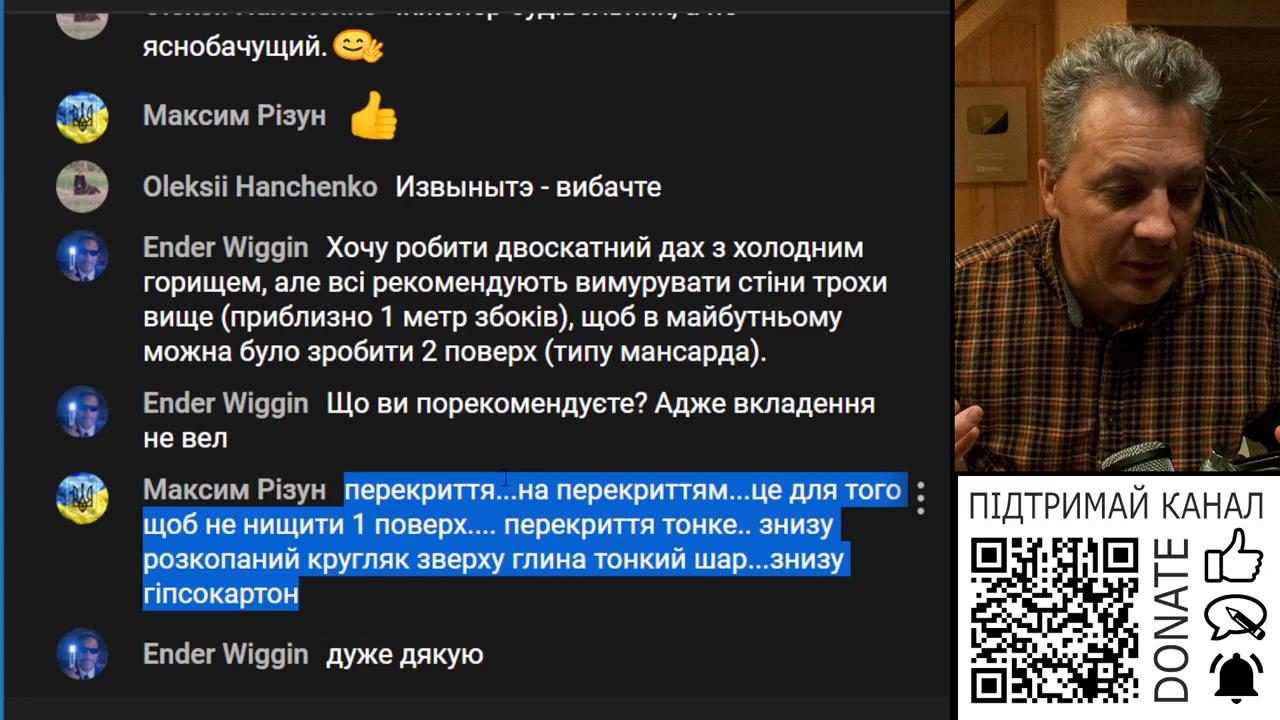 яснобачущий.
Максим Різун
Oleksii Hanchenko Извынытэ - вибачте
Ender Wiggin Хочу робити двоскатний дах з холодним
горищем, але всі рекомендують вимурувати стіни трохи
вище (приблизно 1 метр збоків), щоб в майбутньому
можна було зробити 2 поверх (типу мансарда).
Ender Wiggin Що ви порекомендуєте? Адже вкладення
не вел
Максим Різун перекриття...на перекриттям...це для того
щоб не нищити 1 поверх.... перекриття тонке.. знизу
розкопаний кругляк зверху глина тонкий шар...знизу
гіпсокартон
Ender Wiggin дуже дякую
ПІДТРИМАЙ КАНАЛ
DONATE